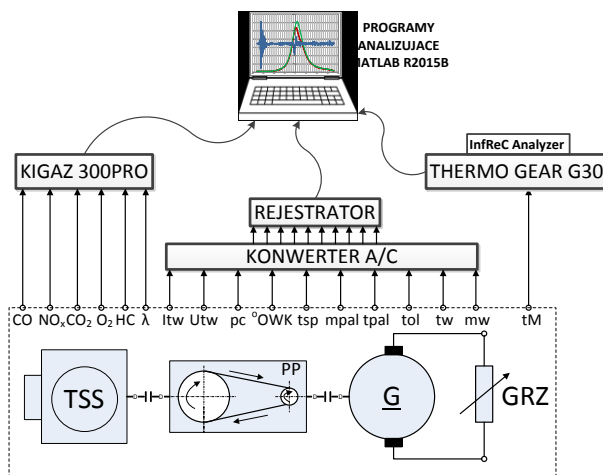 PROGRAMY
ANALIZUJACE
MATLAB R2015B
InfReC Analyzer
KIGAZ 300PRO
THERMO GEAR G30
REJESTRATOR
KONWERTER A/C
CO NOₓ CO₂ O₂ HC λ Itw Utw pc °OWK tsp mpal tpal tol tw mw tM
TSS
PP
G
GRZ